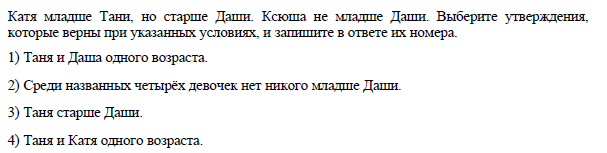 Катя младше Тани, но старше Даши. Ксюша не младше Даши. Выберите утверждения,
которые верны при указанных условиях, и запишите в ответе их номера.
1) Таня и Даша одного возраста.
2) Среди названных четырёх девочек нет никого младше Даши.
3) Таня старше Даши.
4) Таня и Катя одного возраста.